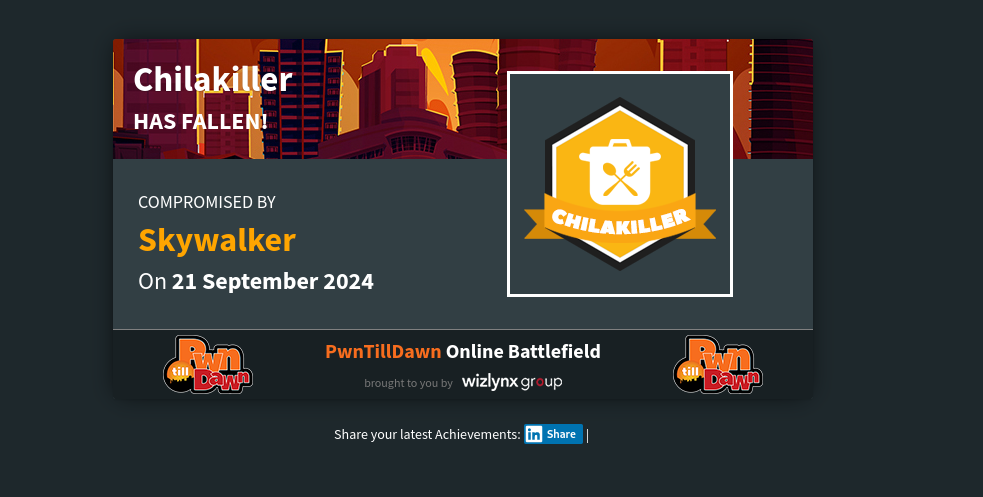 Chilakiller
HAS FALLEN!
CHILAKILLER
COMPROMISED BY
Skywalker
On 21 September 2024
Pwn
till
Dawn
PwnTillDawn Online Battlefield
brought to you by wizlynx group
Pwn
till
Dawn
Share your latest Achievements: in Share |